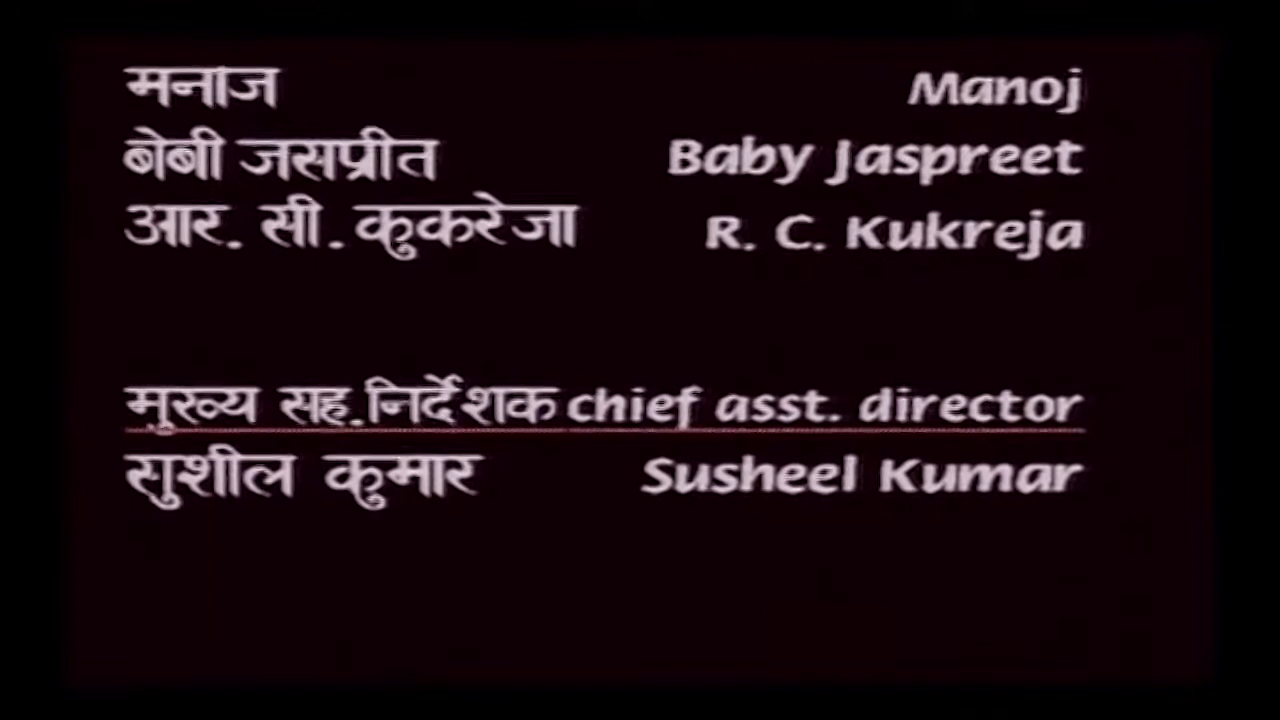 मनाज Manoj
बेबी जसप्रीत Baby Jaspreet
आर. सी. कुकरेजा R. C. Kukreja
मुख्य सह.निर्देशक chief asst. director
सुशील कुमार Susheel Kumar